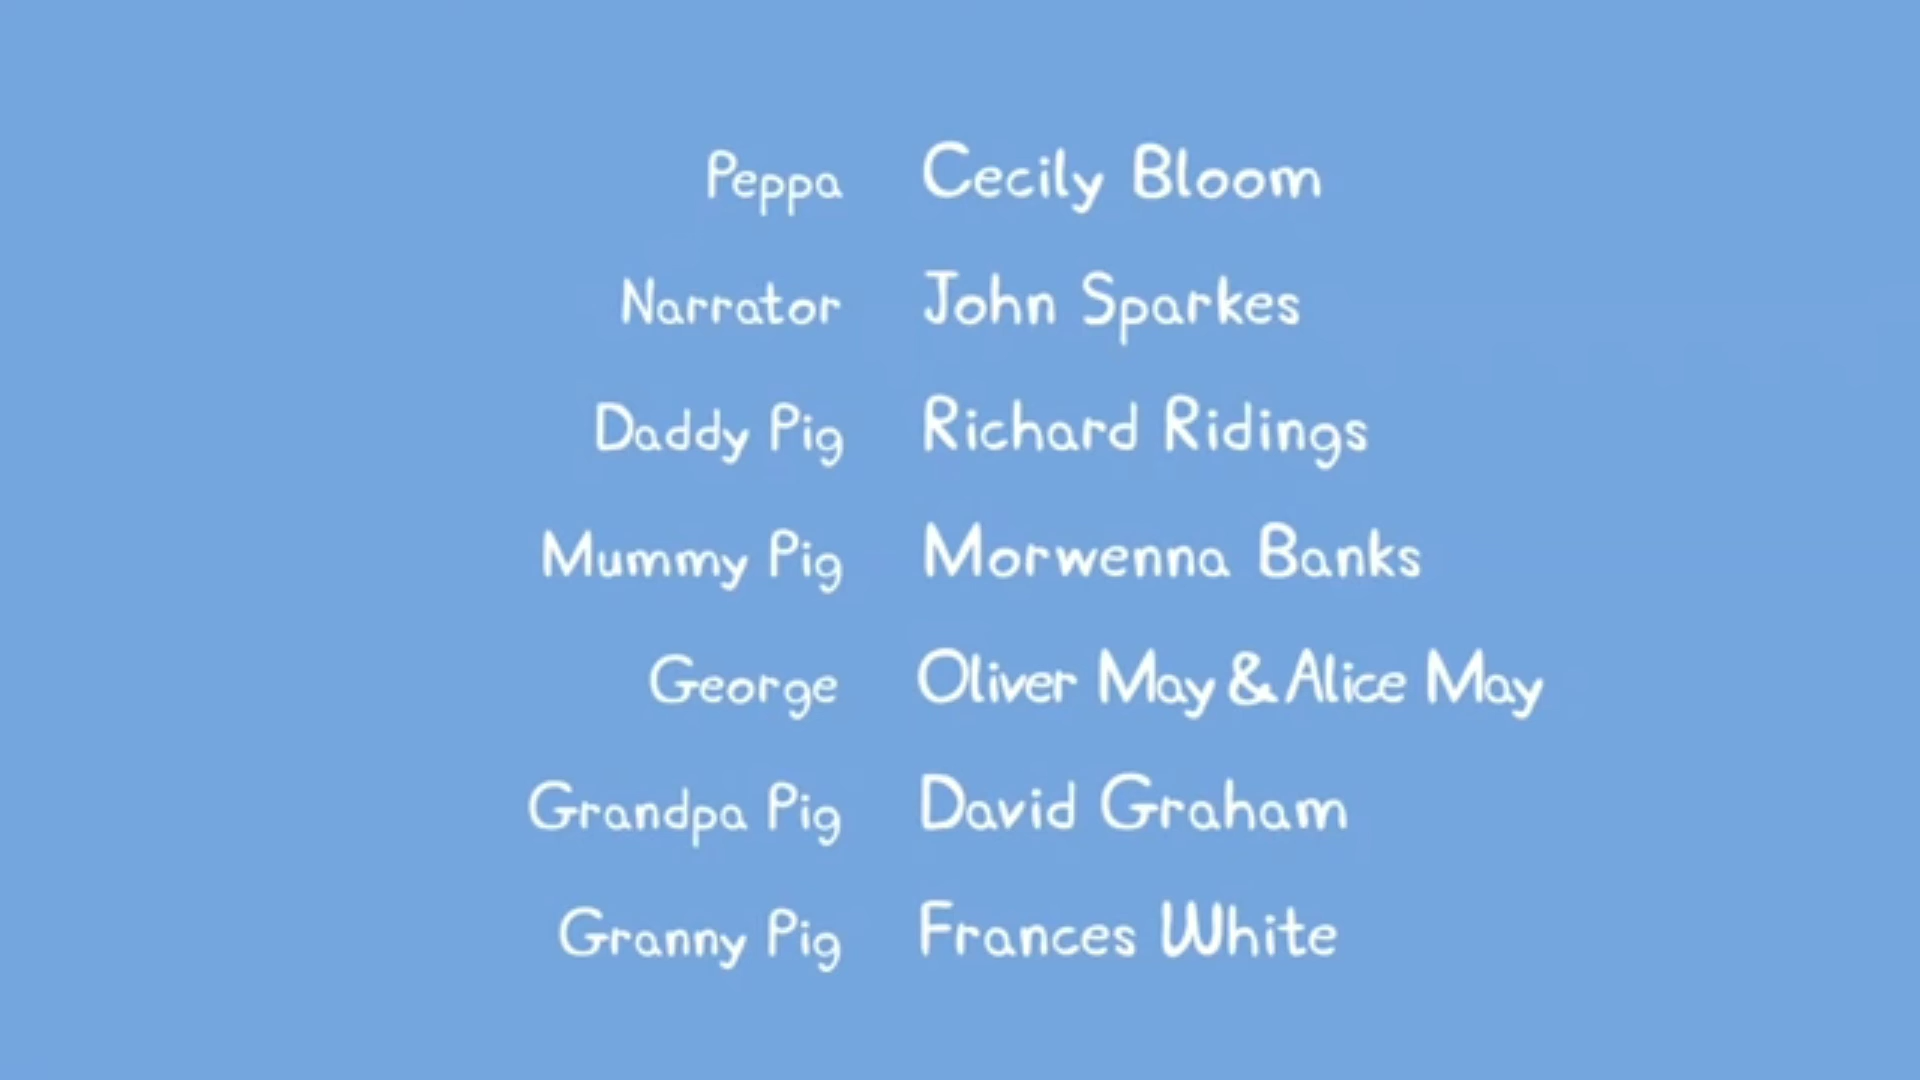 Peppa Cecily Bloom
Narrator John Sparkes
Daddy Pig Richard Ridings
Mummy Pig Morwenna Banks
George Oliver May & Alice May
Grandpa Pig David Graham
Granny Pig Frances White